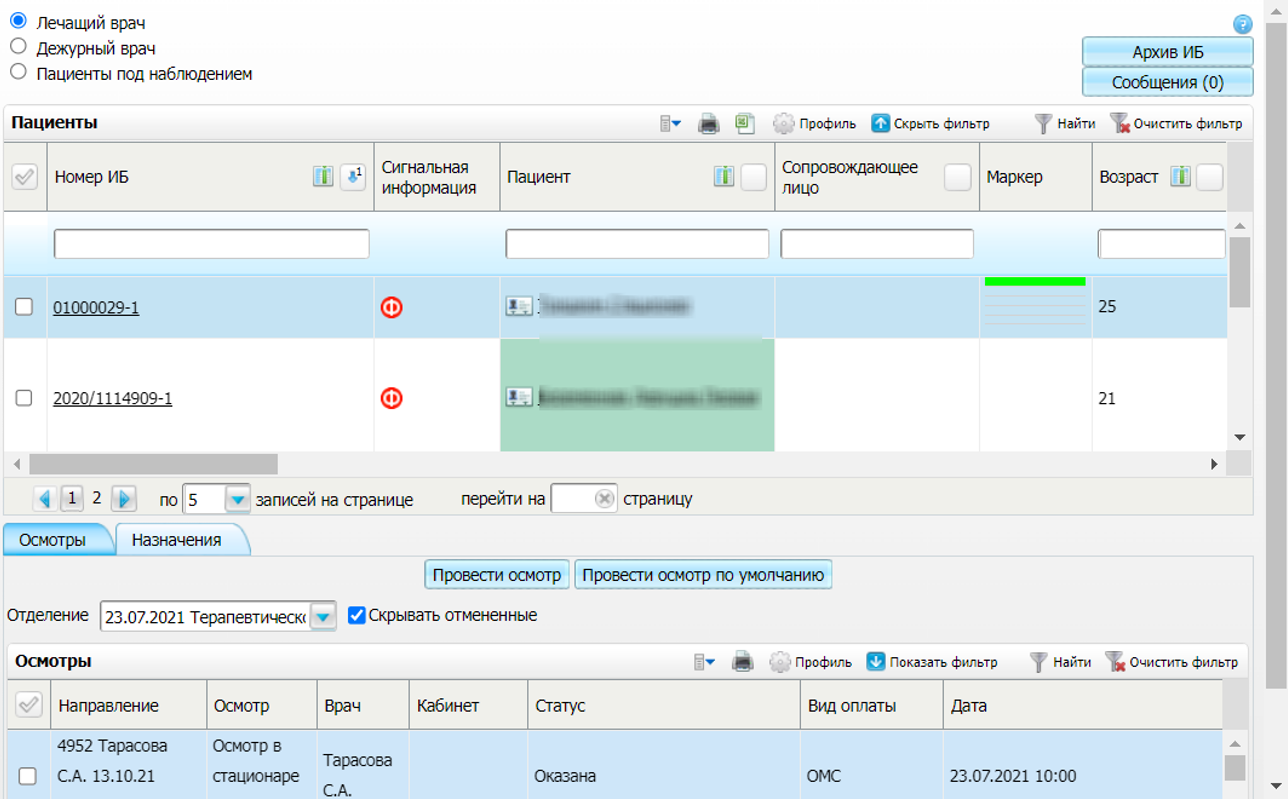 Лечащий врач
Дежурный врач
Пациенты под наблюдением
?
Архив ИБ
Сообщения (0)
Пациенты Профиль Скрыть фильтр Найти Очистить фильтр
Номер ИБ 1 Сигнальная информация Пациент Сопровождающее лицо Маркер Возраст
01000029-1 25
2020/1114909-1 21
1 2 по 5 записей на странице перейти на страницу
Осмотры Назначения
Провести осмотр Провести осмотр по умолчанию
Отделение 23.07.2021 Терапевтическо Скрывать отмененные
Осмотры Профиль Показать фильтр Найти Очистить фильтр
Направление Осмотр Врач Кабинет Статус Вид оплаты Дата
4952 Тарасова С.А. 13.10.21 Осмотр в стационаре Тарасова С.А. Оказана ОМС 23.07.2021 10:00